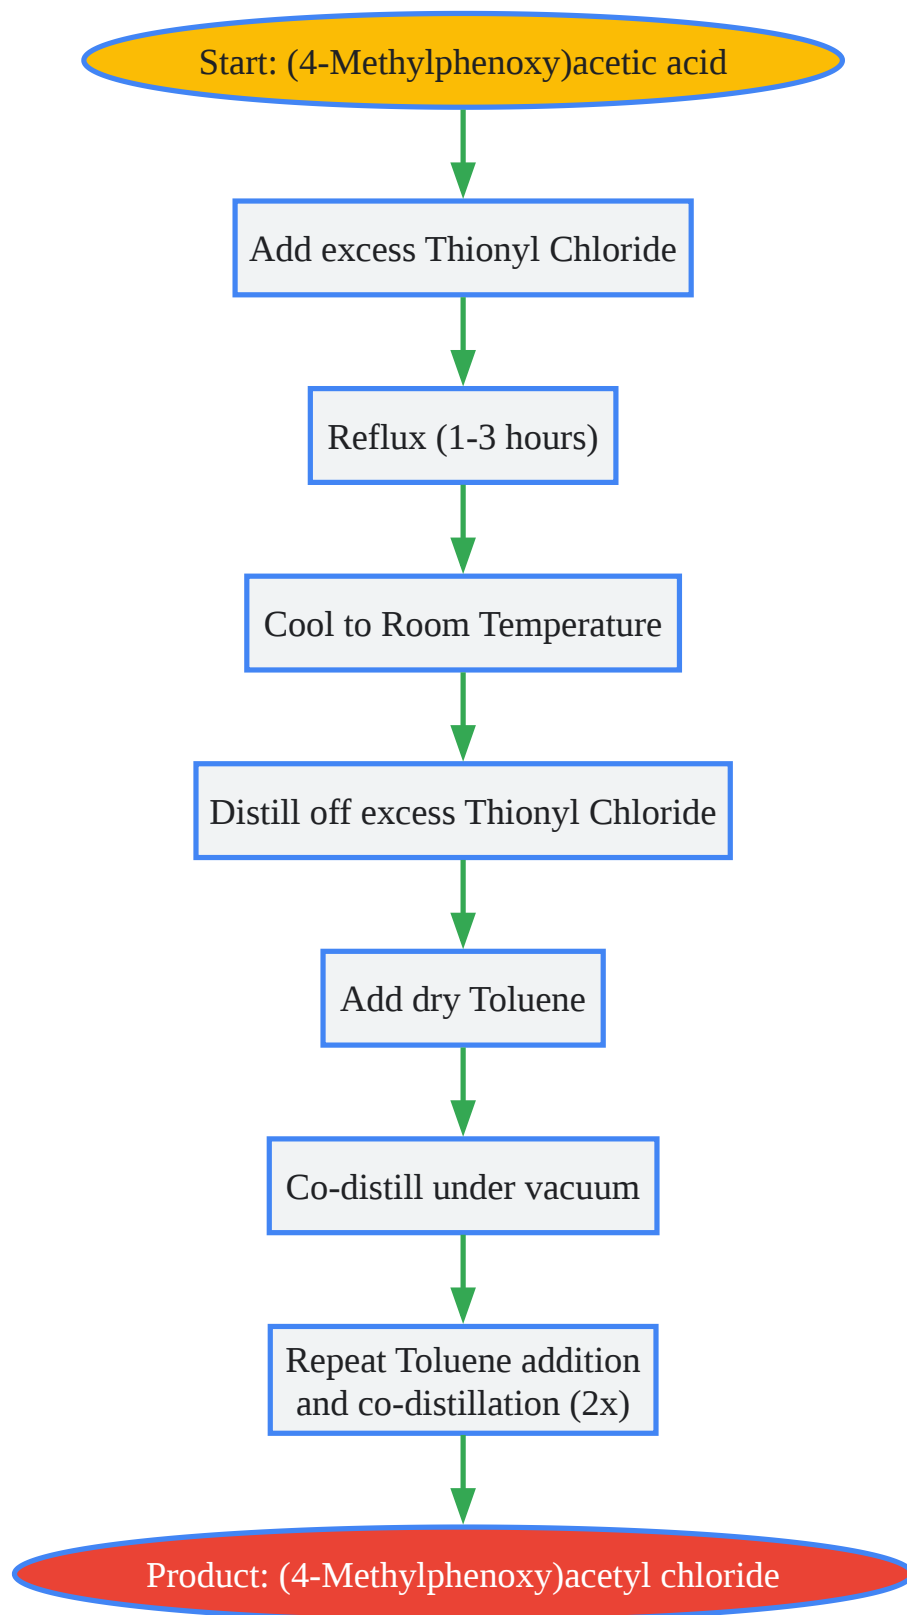 Start: (4-Methylphenoxy)acetic acid
Add excess Thionyl Chloride
Reflux (1-3 hours)
Cool to Room Temperature
Distill off excess Thionyl Chloride
Add dry Toluene
Co-distill under vacuum
Repeat Toluene addition
and co-distillation (2x)
Product: (4-Methylphenoxy)acetyl chloride